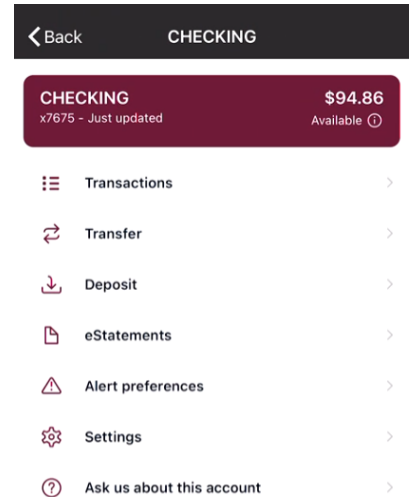 Back CHECKING
CHECKING $94.86
x7675 - Just updated Available
Transactions
Transfer
Deposit
eStatements
Alert preferences
Settings
Ask us about this account